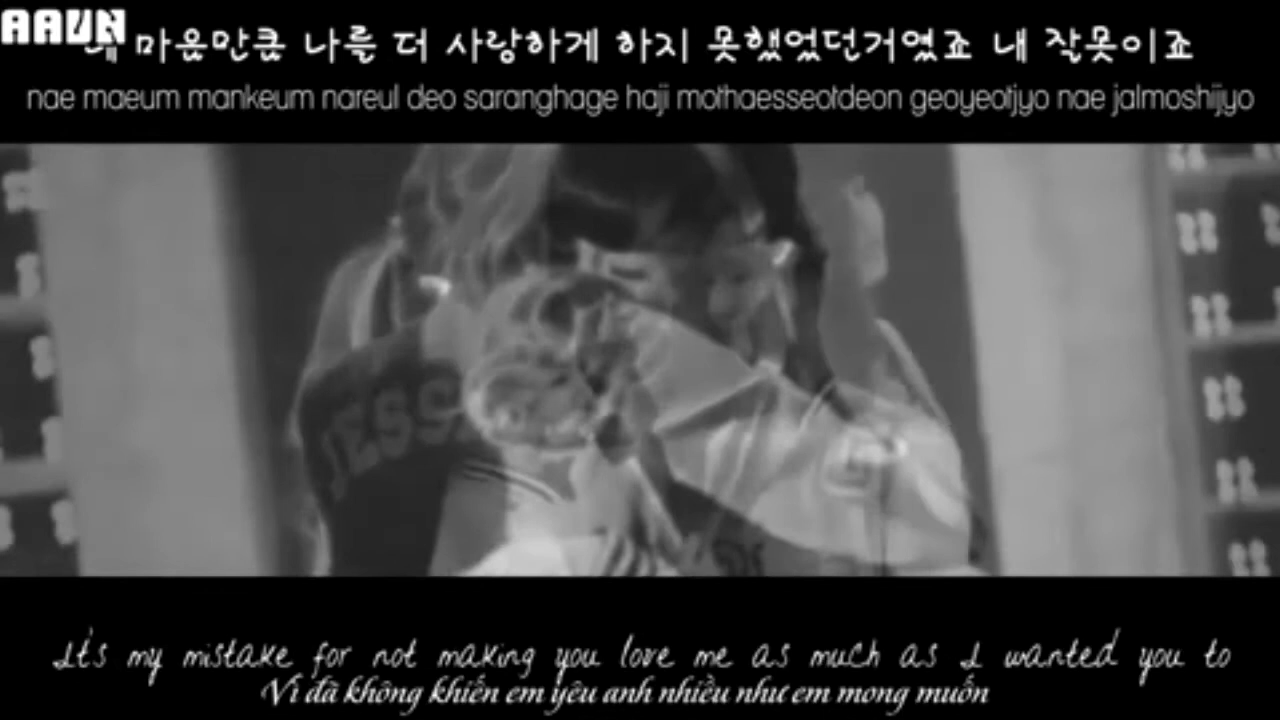 AAUN
내 마음만큼 나를 더 사랑하게 하지 못했었던거였죠 내 잘못이죠
nae maeum mankeum nareul deo saranghage haji mothaesseotdeon geoyeotjyo nae jalmoshijyo
JESS
It's my mistake for not making you love me as much as I wanted you to
Vì đã không khiến em yêu anh nhiều như em mong muốn